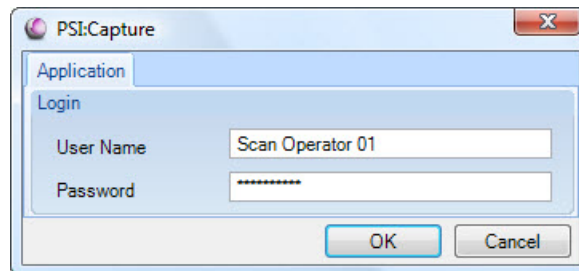 PSI:Capture
Application
Login
User Name Scan Operator 01
Password **********
OK Cancel